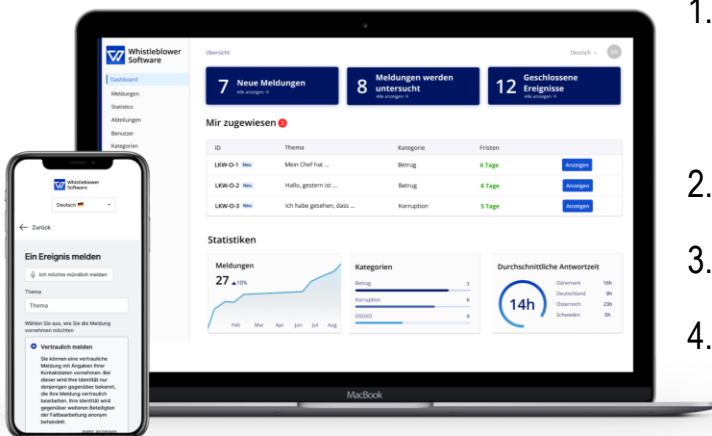 Whistleblower
Software
Übersicht
Deutsch
Dashboard
Meldungen
Statistics
Abteilungen
Benutzer
Kategorien
7 Neue Meldungen
Alle anzeigen →
8 Meldungen werden
untersucht
Alle anzeigen →
12 Geschlossene
Ereignisse
Alle anzeigen →
Mir zugewiesen 3
ID Thema Kategorie Fristen
LKW-O-1 Neu Mein Chef hat ... Betrug 6 Tage Anzeigen
LKW-O-2 Neu Hallo, gestern ist ... Betrug 6 Tage Anzeigen
LKW-O-3 Neu Ich habe gesehen, dass ... Korruption 5 Tage Anzeigen
Statistiken
Meldungen
27 ▲10%
Feb Mar Apr Jun Jul Aug
Kategorien
Betrug 7
Korruption 6
DSGVO 4
Durchschnittliche Antwortzeit
14h
Dänemark 16h
Deutschland 8h
Österreich 23h
Schweden
MacBook
Whistleblower
Software
Deutsch
← Zurück
Ein Ereignis melden
Ich möchte mündlich melden
Thema
Thema
Wählen Sie aus, wie Sie die Meldung
vornehmen möchten
Vertraulich melden
Sie können eine vertrauliche
Meldung mit Angaben Ihrer
Kontaktdaten vornehmen. Bei
dieser wird Ihre Identität nur
denjenigen gegenüber bekannt,
die Ihre Meldung vertraulich
bearbeiten. Ihre Identität wird
gegenüber weiteren Beteiligten
der Fallbearbeitung anonym
behandelt.
1.
2.
3.
4.